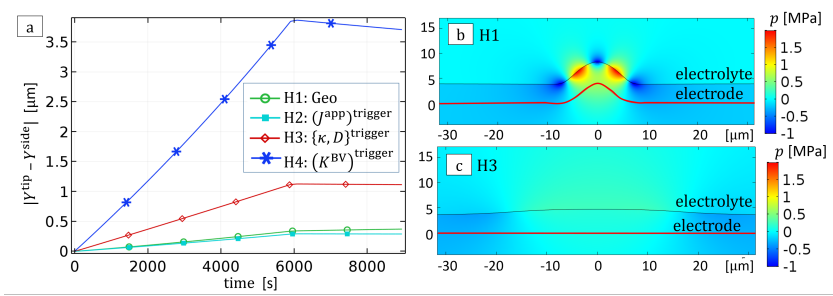 a
|Y^tip − Y^side| [μm]
3.5
3
2.5
2
1.5
1
0.5
0
0 2000 4000 6000 8000
time [s]
H1: Geo
H2: (J^app)^trigger
H3: {κ, D}^trigger
H4: (K^BV)^trigger
b H1
p [MPa]
15
10
5
0
electrolyte
electrode
-30 -20 -10 0 10 20 [μm]
2
1.5
1
0.5
0
-0.5
-1
c H3
p [MPa]
15
10
5
0
electrolyte
electrode
-30 -20 -10 0 10 [μm]
2
1.5
1
0.5
0
-0.5
-1